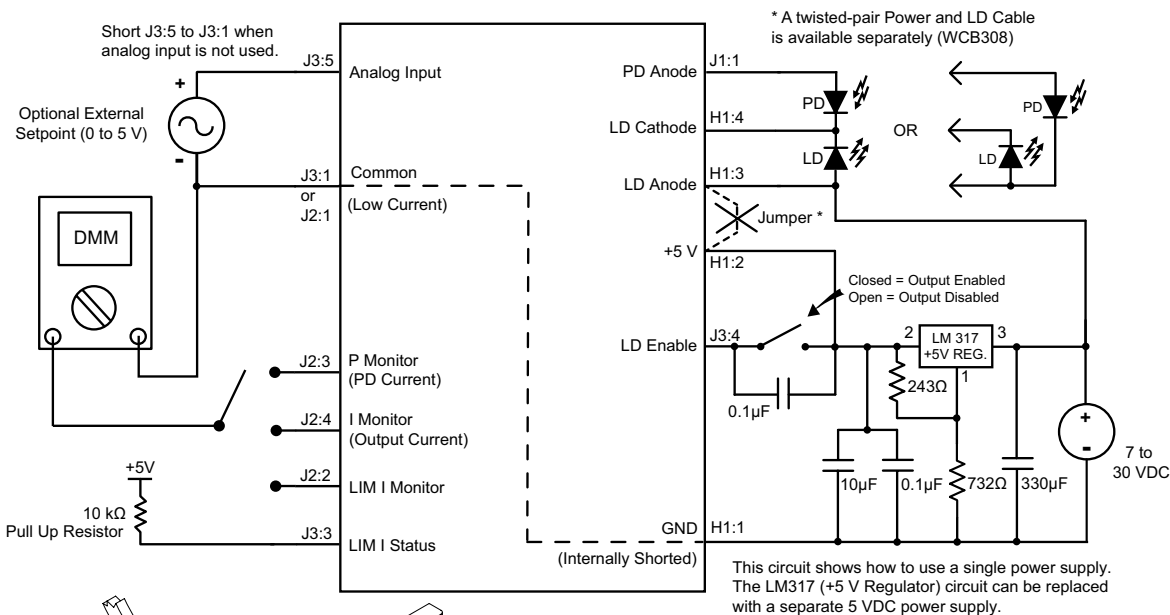 Short J3:5 to J3:1 when
analog input is not used.
Optional External
Setpoint (0 to 5 V)
+
-
J3:5
Analog Input
J3:1
or
J2:1
Common
(Low Current)
DMM
J2:3
P Monitor
(PD Current)
J2:4
I Monitor
(Output Current)
J2:2
LIM I Monitor
+5V
10 kΩ
Pull Up Resistor
J3:3
LIM I Status
* A twisted-pair Power and LD Cable
is available separately (WCB308)
PD Anode
J1:1
PD
LD Cathode
H1:4
LD
LD Anode
H1:3
OR
PD
LD
Jumper *
+5 V
H1:2
Closed = Output Enabled
Open = Output Disabled
LD Enable
J3:4
0.1µF
2
LM 317
+5V REG.
3
1
243Ω
10µF
0.1µF
732Ω
330µF
+
-
7 to
30 VDC
GND
H1:1
(Internally Shorted)
This circuit shows how to use a single power supply.
The LM317 (+5 V Regulator) circuit can be replaced
with a separate 5 VDC power supply.